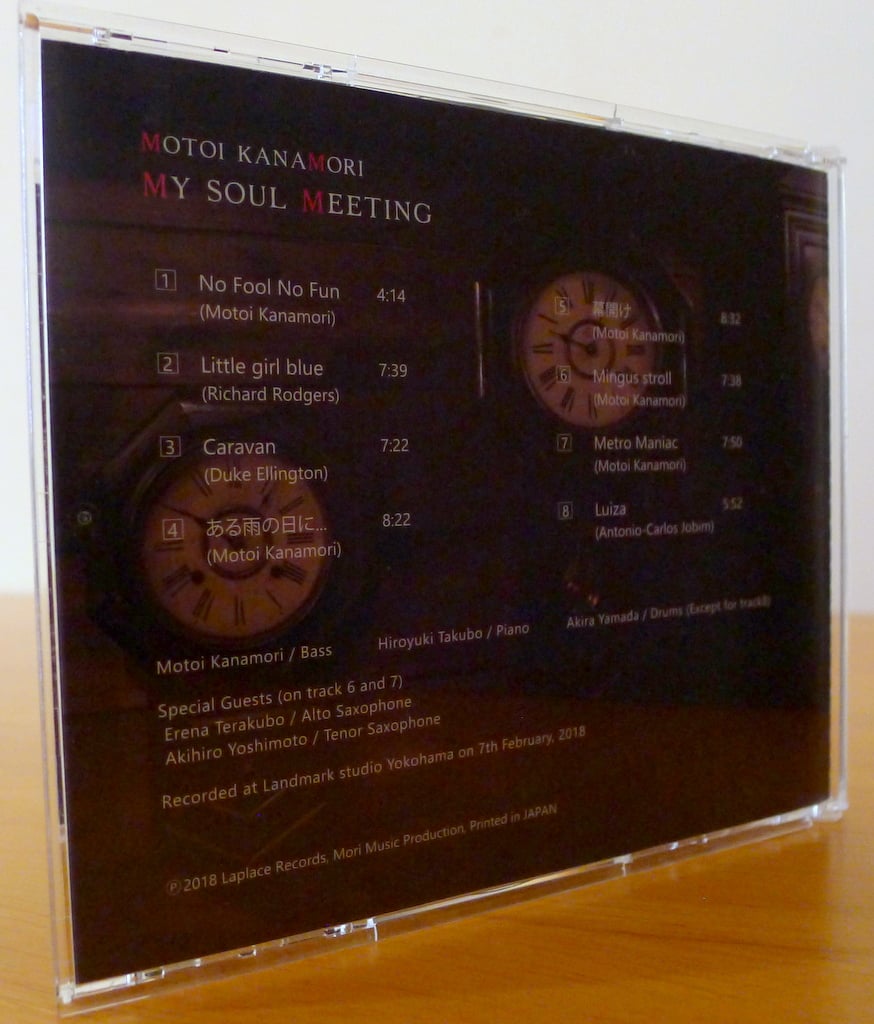 MOTOI KANAMORI
MY SOUL MEETING
1 No Fool No Fun 4:14
(Motoi Kanamori)
2 Little girl blue 7:39
(Richard Rodgers)
3 Caravan 7:22
(Duke Ellington)
4 ある雨の日に... 8:22
(Motoi Kanamori)
5 幕開け 8:32
(Motoi Kanamori)
6 Mingus stroll 7:38
(Motoi Kanamori)
7 Metro Maniac 7:50
(Motoi Kanamori)
8 Luiza 5:52
(Antonio-Carlos Jobim)
Motoi Kanamori / Bass Hiroyuki Takubo / Piano Akira Yamada / Drums (Except for track8)
Special Guests (on track 6 and 7)
Erena Terakubo / Alto Saxophone
Akihiro Yoshimoto / Tenor Saxophone
Recorded at Landmark studio Yokohama on 7th February, 2018
Ⓟ2018 Laplace Records, Mori Music Production, Printed in JAPAN